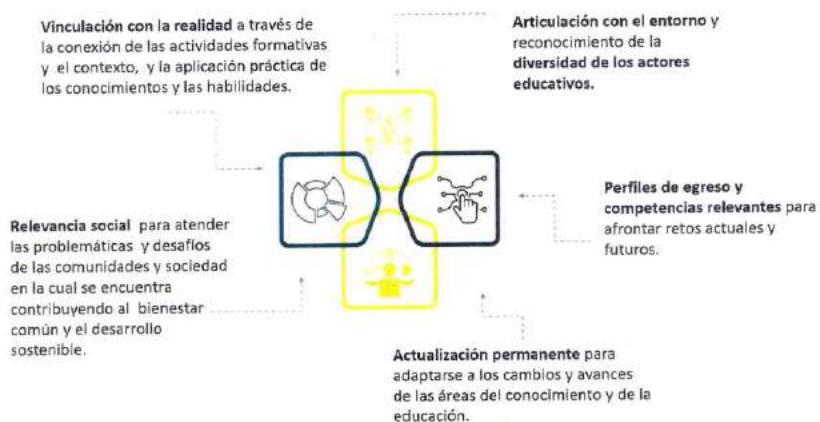 Vinculación con la realidad a través de
la conexión de las actividades formativas
y el contexto, y la aplicación práctica de
los conocimientos y las habilidades.
Articulación con el entorno y
reconocimiento de la
diversidad de los actores
educativos.
Perfiles de egreso y
competencias relevantes para
afrontar retos actuales y
futuros.
Relevancia social para atender
las problemáticas y desafíos
de las comunidades y sociedad
en la cual se encuentra
contribuyendo al bienestar
común y el desarrollo
sostenible.
Actualización permanente para
adaptarse a los cambios y avances
de las áreas del conocimiento y de la
educación.